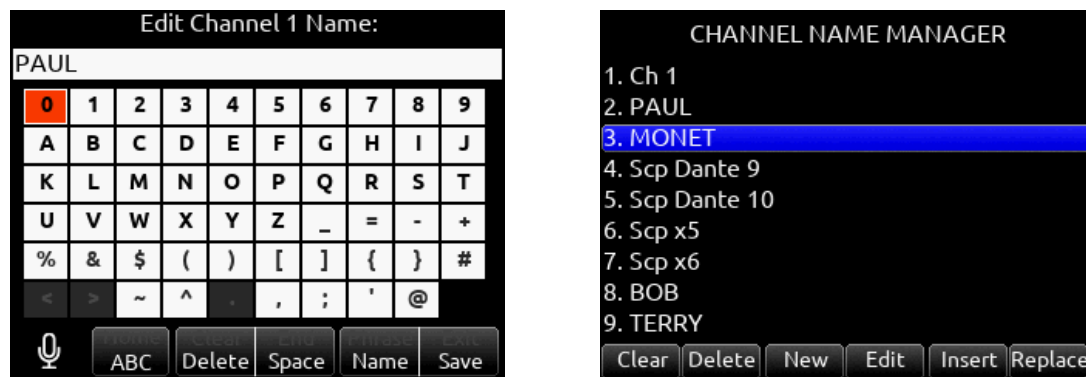 Edit Channel 1 Name:
PAUL
0 1 2 3 4 5 6 7 8 9
A B C D E F G H I J
K L M N O P Q R S T
U V W X Y Z _ = - +
% & $ ( ) [ ] { } #
< > ~ ^ . , ; ' @
Home Clear End Phrase Exit
ABC Delete Space Name Save
CHANNEL NAME MANAGER
1. Ch 1
2. PAUL
3. MONET
4. Scp Dante 9
5. Scp Dante 10
6. Scp x5
7. Scp x6
8. BOB
9. TERRY
Clear Delete New Edit Insert Replace